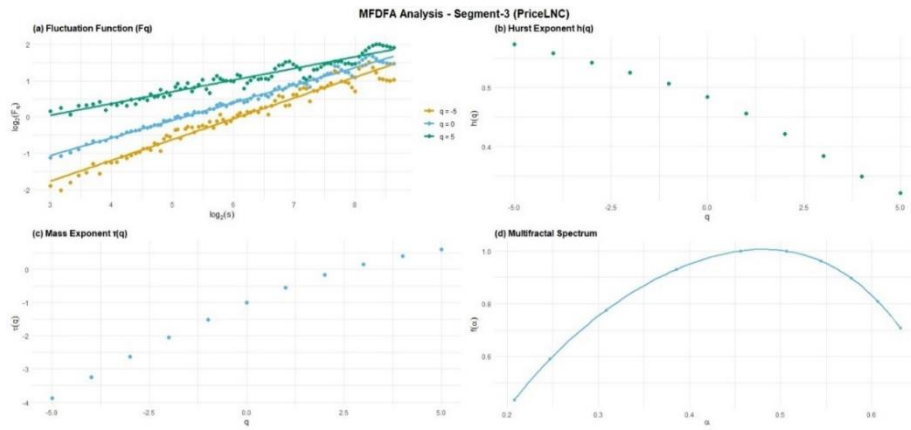 MFDFA Analysis - Segment-3 (PriceLNC)
(a) Fluctuation Function (Fq)
log₂(Fq)
2
1
0
-1
-2
3
4
5
6
7
8
log₂(s)
q = -5
q = 0
q = 5
(b) Hurst Exponent h(q)
h(q)
0.5
0.4
-5.0
-2.5
0.0
2.5
5.0
q
(c) Mass Exponent τ(q)
τ(q)
0
-1
-2
-3
-4
-5.0
-2.5
0.0
2.5
5.0
q
(d) Multifractal Spectrum
f(α)
1.0
0.8
0.6
0.2
0.3
0.4
0.5
0.6
α